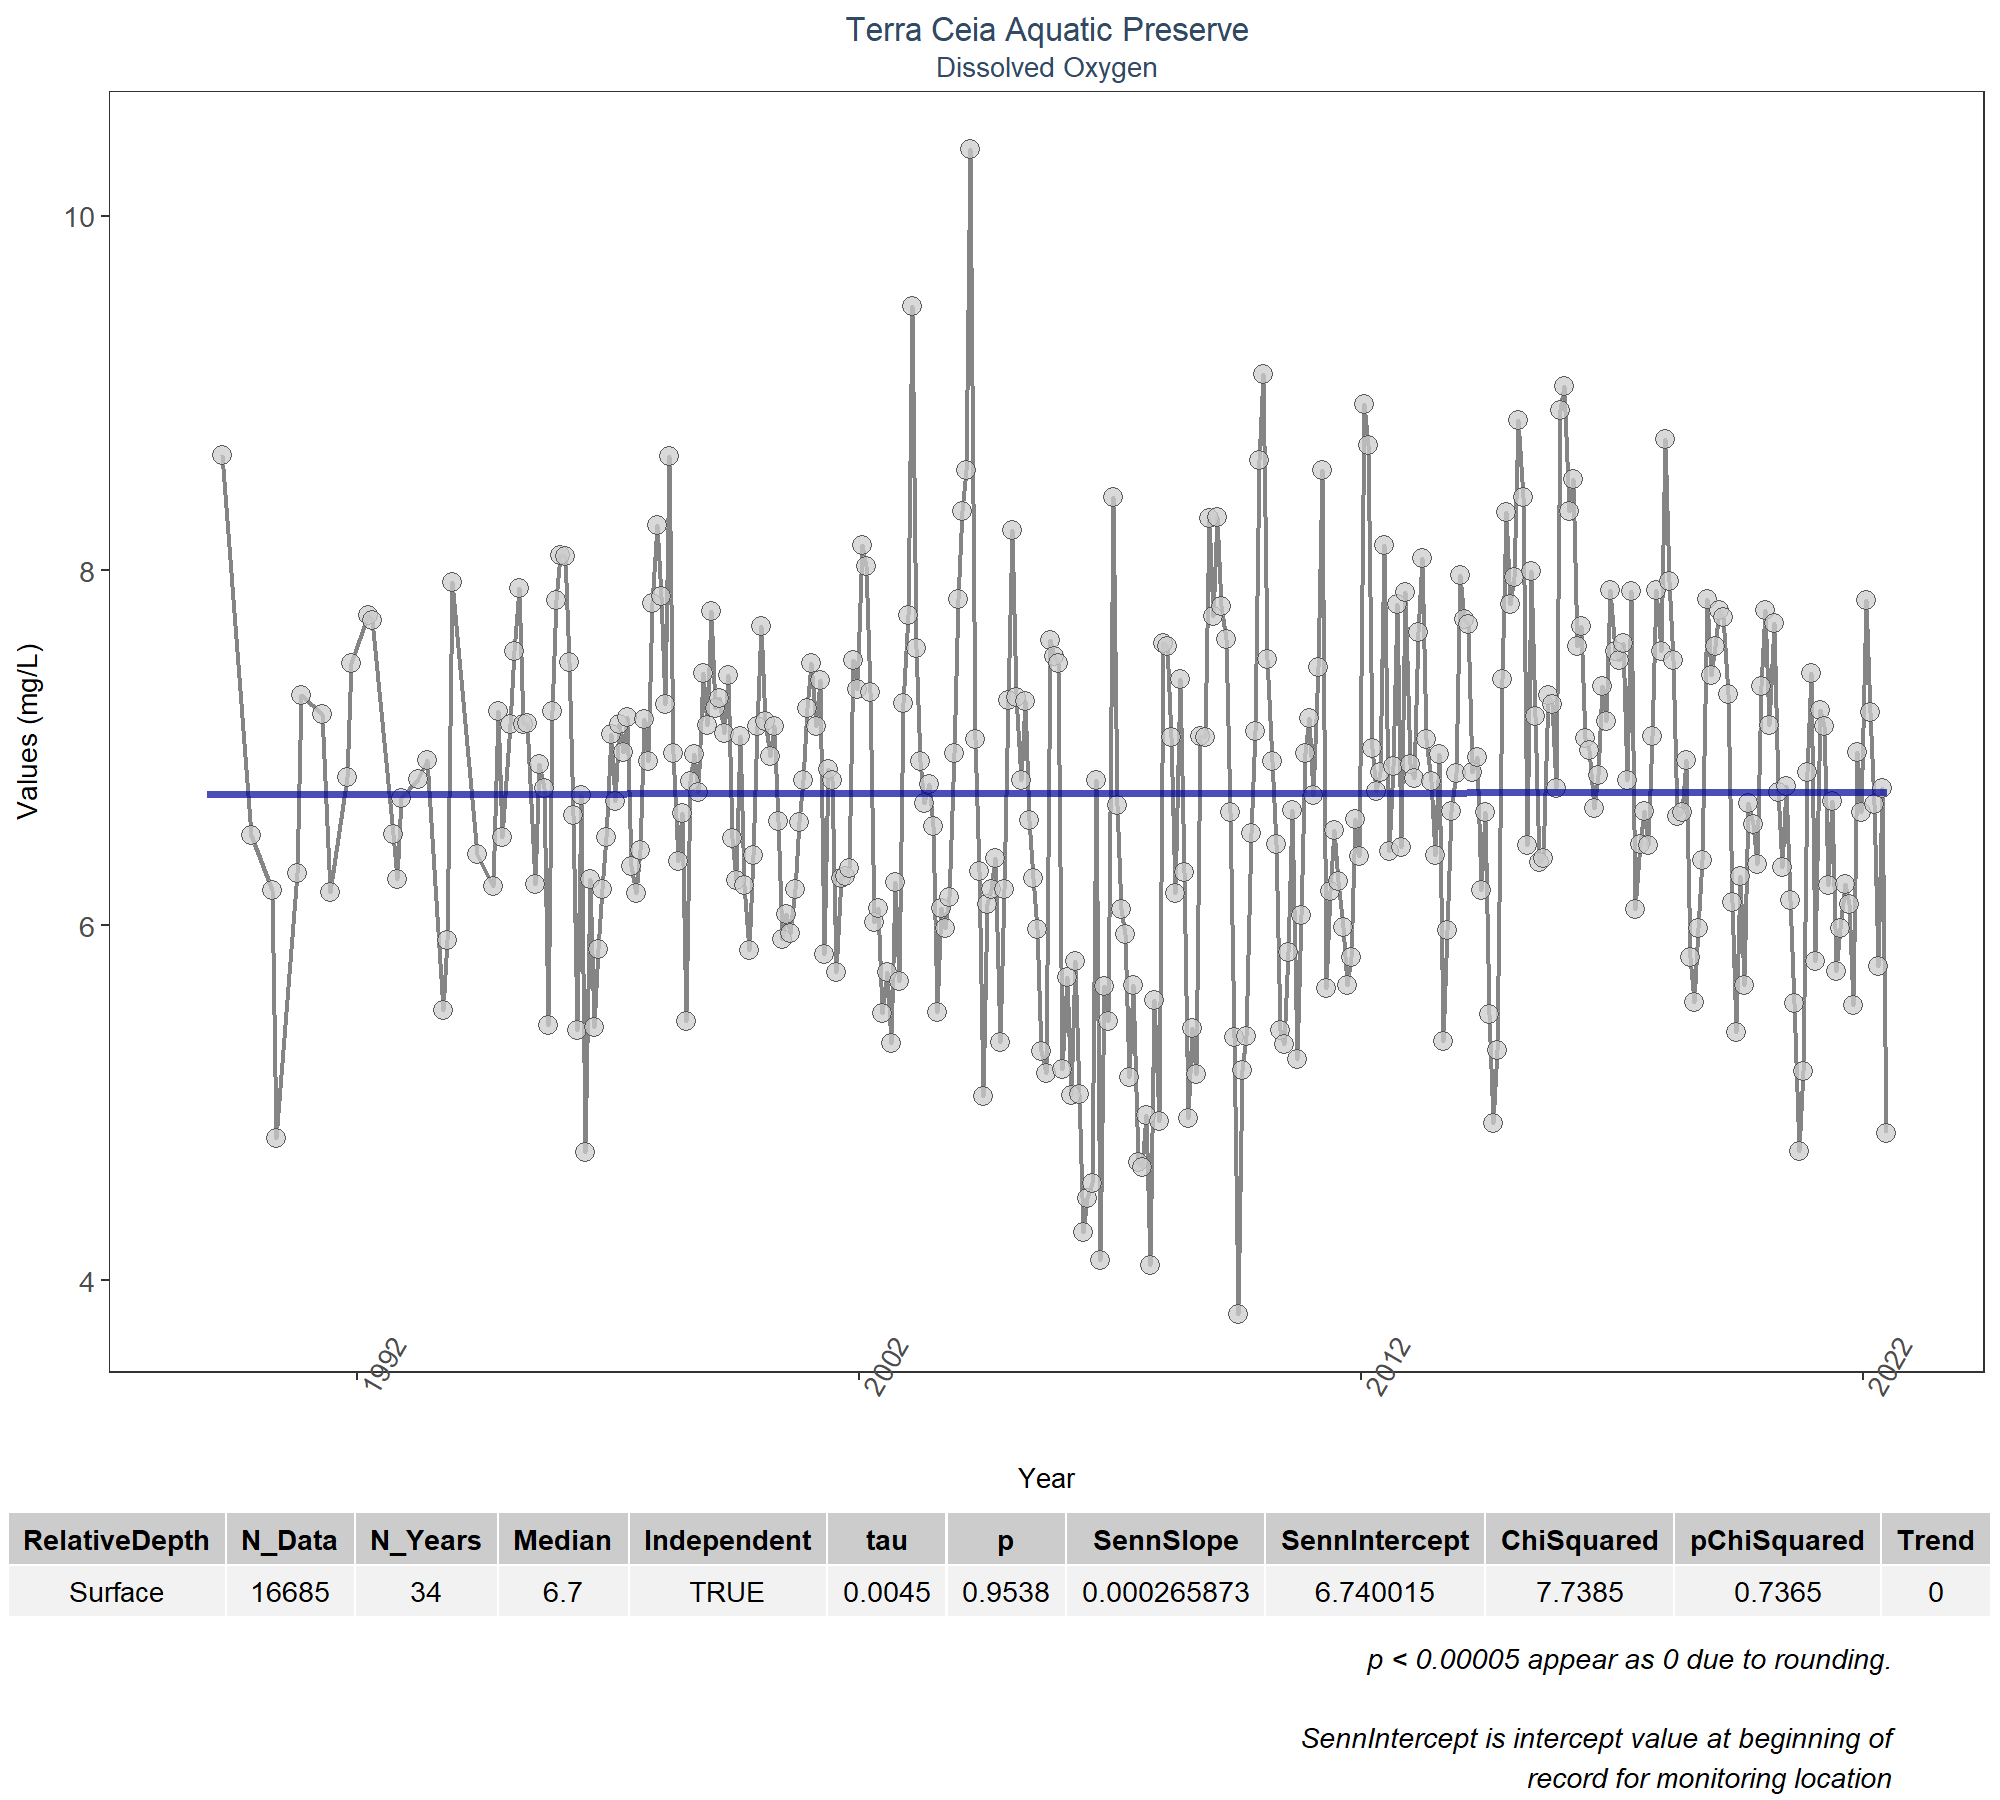 Terra Ceia Aquatic Preserve
Dissolved Oxygen
Values (mg/L)
10
8
6
4
1992
2002
2012
2022
Year
RelativeDepth N_Data N_Years Median Independent tau p SennSlope SennIntercept ChiSquared pChiSquared Trend
Surface 16685 34 6.7 TRUE 0.0045 0.9538 0.000265873 6.740015 7.7385 0.7365 0
p < 0.00005 appear as 0 due to rounding.
SennIntercept is intercept value at beginning of
record for monitoring location